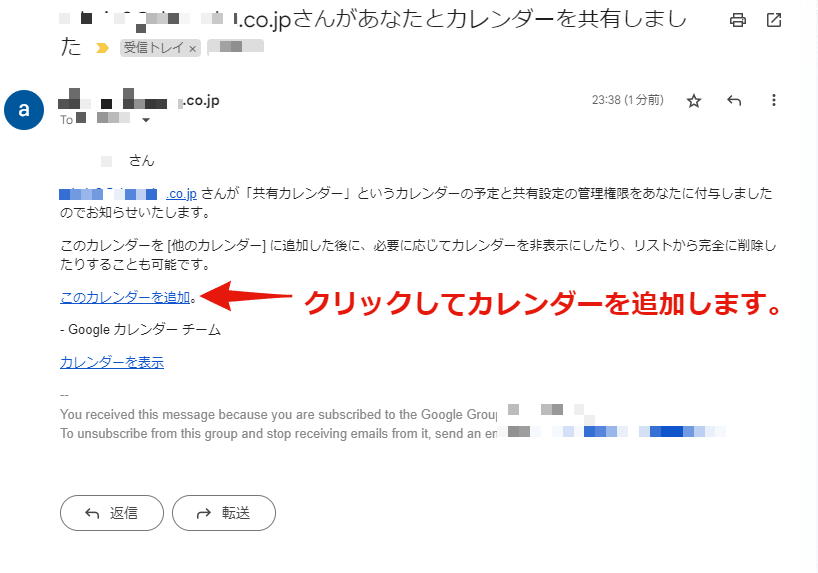 .co.jpさんがあなたとカレンダーを共有しまし
た 受信トレイ ×
.co.jp 23:38 (1 分前)
To
さん
.co.jp さんが「共有カレンダー」というカレンダーの予定と共有設定の管理権限をあなたに付与しました
のでお知らせいたします。
このカレンダーを [他のカレンダー] に追加した後に、必要に応じてカレンダーを非表示にしたり、リストから完全に削除し
たりすることも可能です。
このカレンダーを追加。 クリックしてカレンダーを追加します。
- Google カレンダー チーム
カレンダーを表示
--
You received this message because you are subscribed to the Google Group
To unsubscribe from this group and stop receiving emails from it, send an em
返信 転送
a